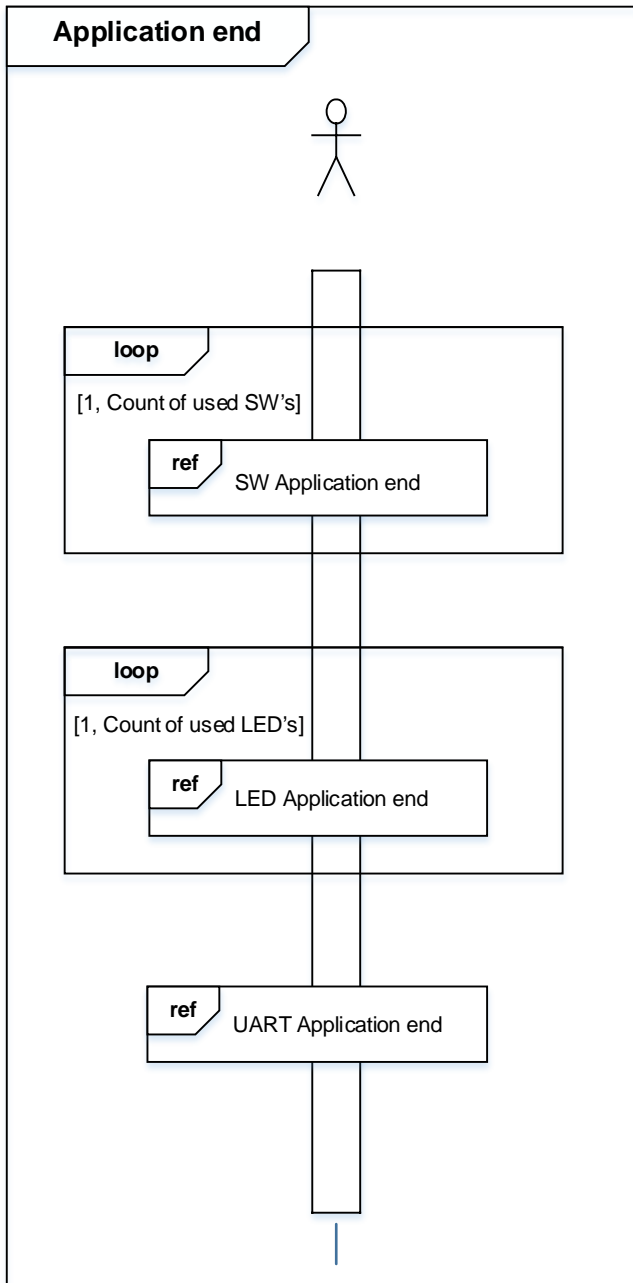 Application end
loop
[1, Count of used SW's]
ref
SW Application end
loop
[1, Count of used LED's]
ref
LED Application end
ref
UART Application end